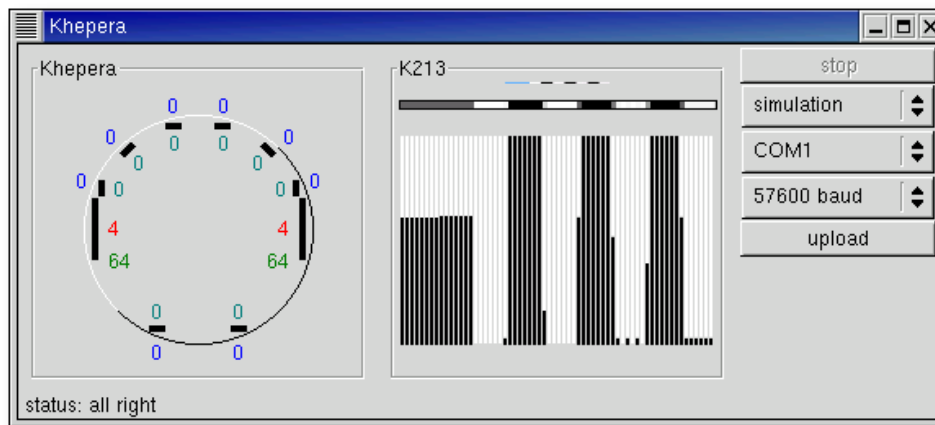 Khepera
Khepera
K213
stop
simulation
COM1
57600 baud
upload
0 0
0 0
0 0
0 0
0 0
0 0
4 4
64 64
0 0
0 0
status: all right